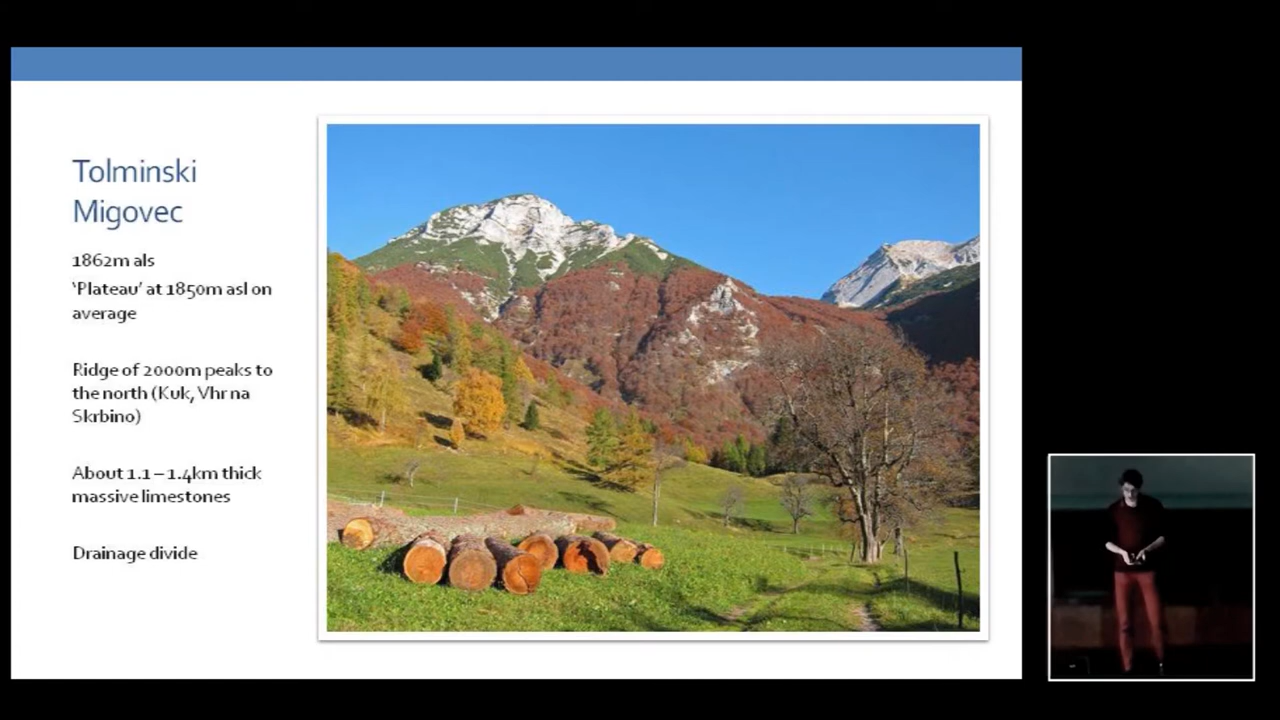 Tolminski
Migovec
1862m als
‘Plateau’ at 1850m asl on
average
Ridge of 2000m peaks to
the north (Kuk, Vhr na
Skrbino)
About 1.1 – 1.4km thick
massive limestones
Drainage divide